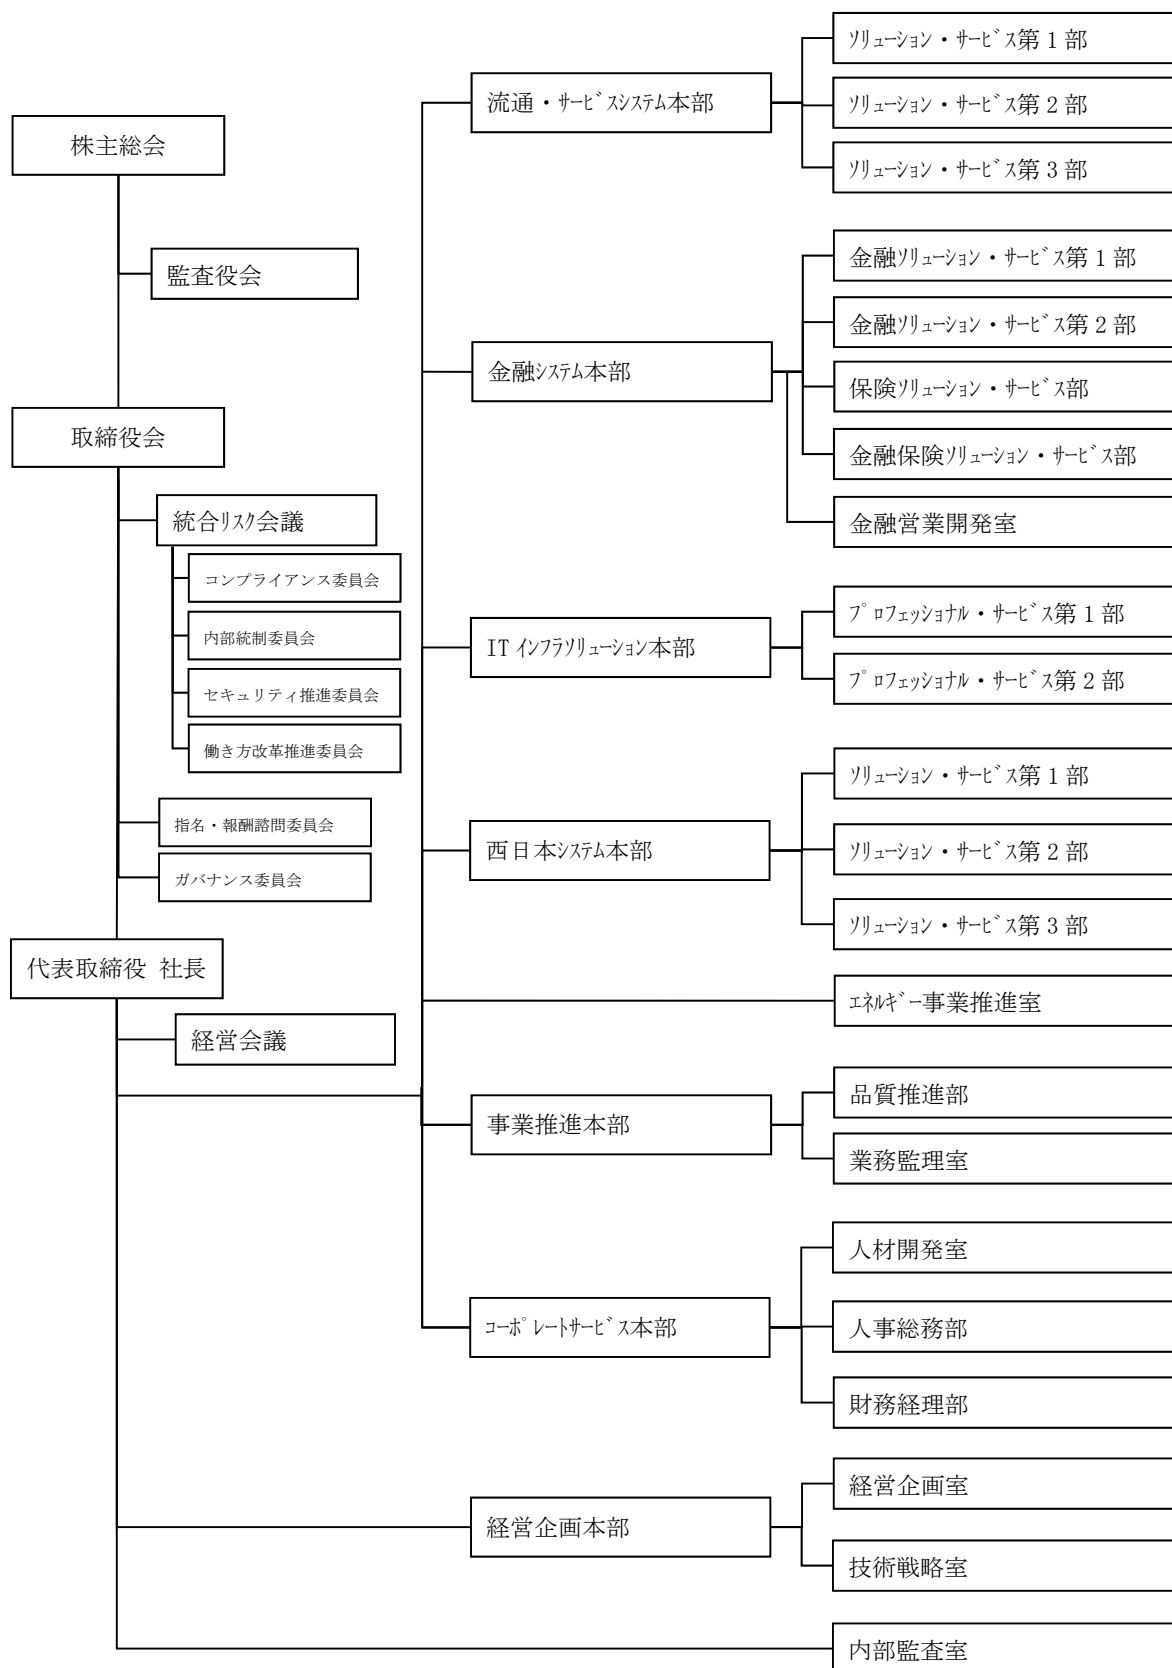 株主総会
監査役会
取締役会
統合ﾘｽｸ会議
コンプライアンス委員会
内部統制委員会
セキュリティ推進委員会
働き方改革推進委員会
指名・報酬諮問委員会
ガバナンス委員会
代表取締役 社長
経営会議
流通・ｻｰﾋﾞｽｼｽﾃﾑ本部
ｿﾘｭｰｼｮﾝ・ｻｰﾋﾞｽ第１部
ｿﾘｭｰｼｮﾝ・ｻｰﾋﾞｽ第２部
ｿﾘｭｰｼｮﾝ・ｻｰﾋﾞｽ第３部
金融ｼｽﾃﾑ本部
金融ｿﾘｭｰｼｮﾝ・ｻｰﾋﾞｽ第１部
金融ｿﾘｭｰｼｮﾝ・ｻｰﾋﾞｽ第２部
保険ｿﾘｭｰｼｮﾝ・ｻｰﾋﾞｽ部
金融保険ｿﾘｭｰｼｮﾝ・ｻｰﾋﾞｽ部
金融営業開発室
IT ｲﾝﾌﾗｿﾘｭｰｼｮﾝ本部
ﾌﾟﾛﾌｪｯｼｮﾅﾙ・ｻｰﾋﾞｽ第１部
ﾌﾟﾛﾌｪｯｼｮﾅﾙ・ｻｰﾋﾞｽ第２部
西日本ｼｽﾃﾑ本部
ｿﾘｭｰｼｮﾝ・ｻｰﾋﾞｽ第１部
ｿﾘｭｰｼｮﾝ・ｻｰﾋﾞｽ第２部
ｿﾘｭｰｼｮﾝ・ｻｰﾋﾞｽ第３部
ｴﾈﾙｷﾞｰ事業推進室
事業推進本部
品質推進部
業務監理室
ｺｰﾎﾟﾚｰﾄｻｰﾋﾞｽ本部
人材開発室
人事総務部
財務経理部
経営企画本部
経営企画室
技術戦略室
内部監査室